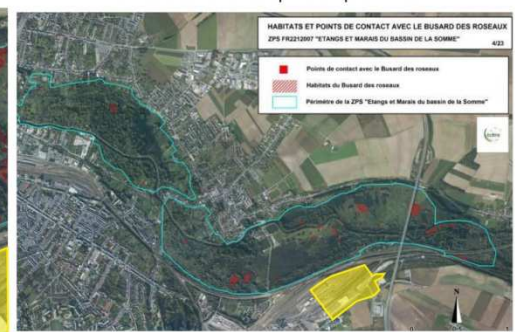 HABITATS ET POINTS DE CONTACT AVEC LE BUSARD DES ROSEAUX
ZPS FR2212007 "ETANGS ET MARAIS DU BASSIN DE LA SOMME"
4/23
Points de contact avec le Busard des roseaux
Habitats du Busard des roseaux
Périmètre de la ZPS "Etangs et Marais du bassin de la Somme"
N